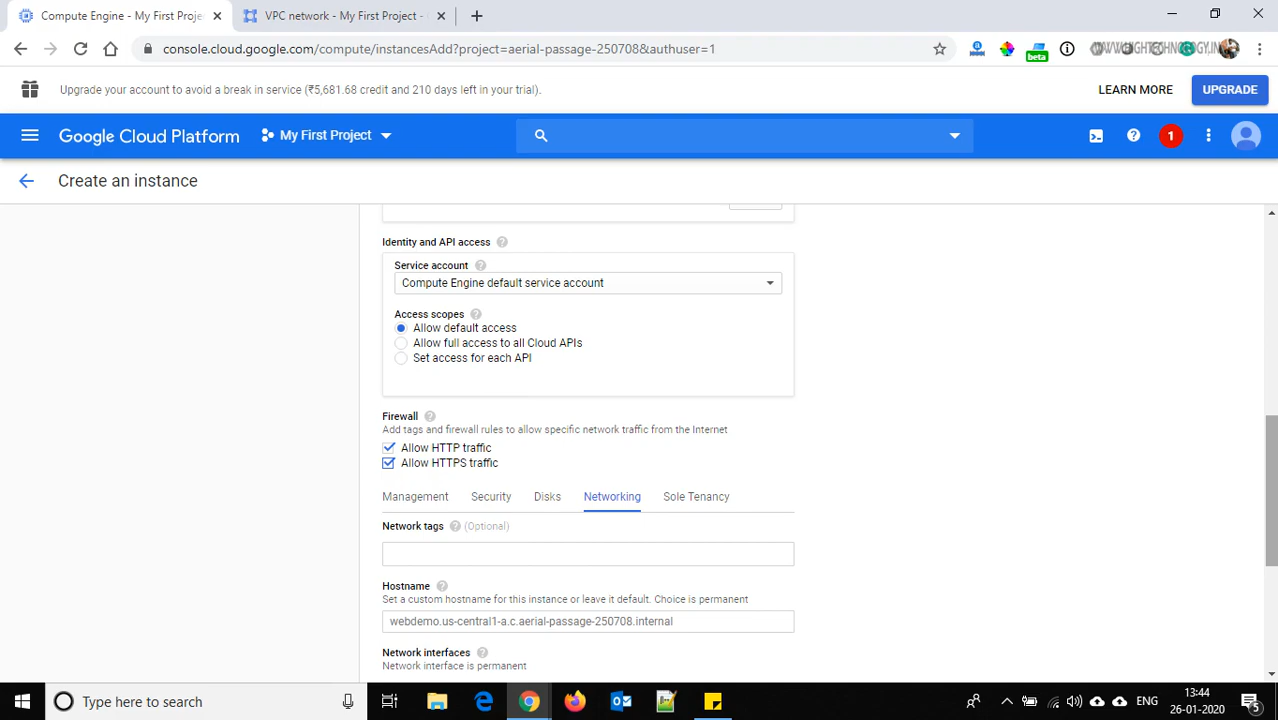 Compute Engine - My First Proje
VPC network - My First Project -
console.cloud.google.com/compute/instancesAdd?project=aerial-passage-250708&authuser=1
beta
Upgrade your account to avoid a break in service (₹5,681.68 credit and 210 days left in your trial).
LEARN MORE
UPGRADE
Google Cloud Platform
My First Project
1
Create an instance
Identity and API access
Service account
Compute Engine default service account
Access scopes
Allow default access
Allow full access to all Cloud APIs
Set access for each API
Firewall
Add tags and firewall rules to allow specific network traffic from the Internet
Allow HTTP traffic
Allow HTTPS traffic
Management Security Disks Networking Sole Tenancy
Network tags (Optional)
Hostname
Set a custom hostname for this instance or leave it default. Choice is permanent
webdemo.us-central1-a.c.aerial-passage-250708.internal
Network interfaces
Network interface is permanent
Type here to search
ENG
13:44
26-01-2020
5